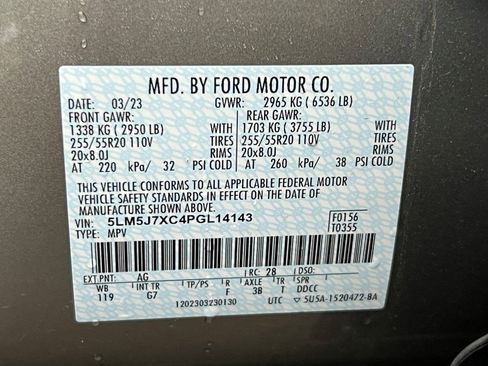 MFD. BY FORD MOTOR CO.
DATE: 03/23 GVWR: 2965 KG ( 6536 LB)
FRONT GAWR: REAR GAWR:
1338 KG ( 2950 LB) WITH 1703 KG ( 3755 LB) WITH
255/55R20 110V TIRES 255/55R20 110V TIRES
20x8.0J RIMS 20x8.0J RIMS
AT 220 kPa/ 32 PSI COLD AT 260 kPa/ 38 PSI COLD
THIS VEHICLE CONFORMS TO ALL APPLICABLE FEDERAL MOTOR
VEHICLE SAFETY STANDARDS IN EFFECT ON THE DATE OF
MANUFACTURE SHOWN ABOVE.
VIN: 5LM5J7XC4PGL14143 F0156
TYPE: MPV T0355
EXT.PNT: AG RC: 28 DSO:
WB INT TR TP/PS R AXLE TR SPR
119 G7 F 3B T DDCC
120230323013​0 UTC ▽ 5U5A-1520472-BA